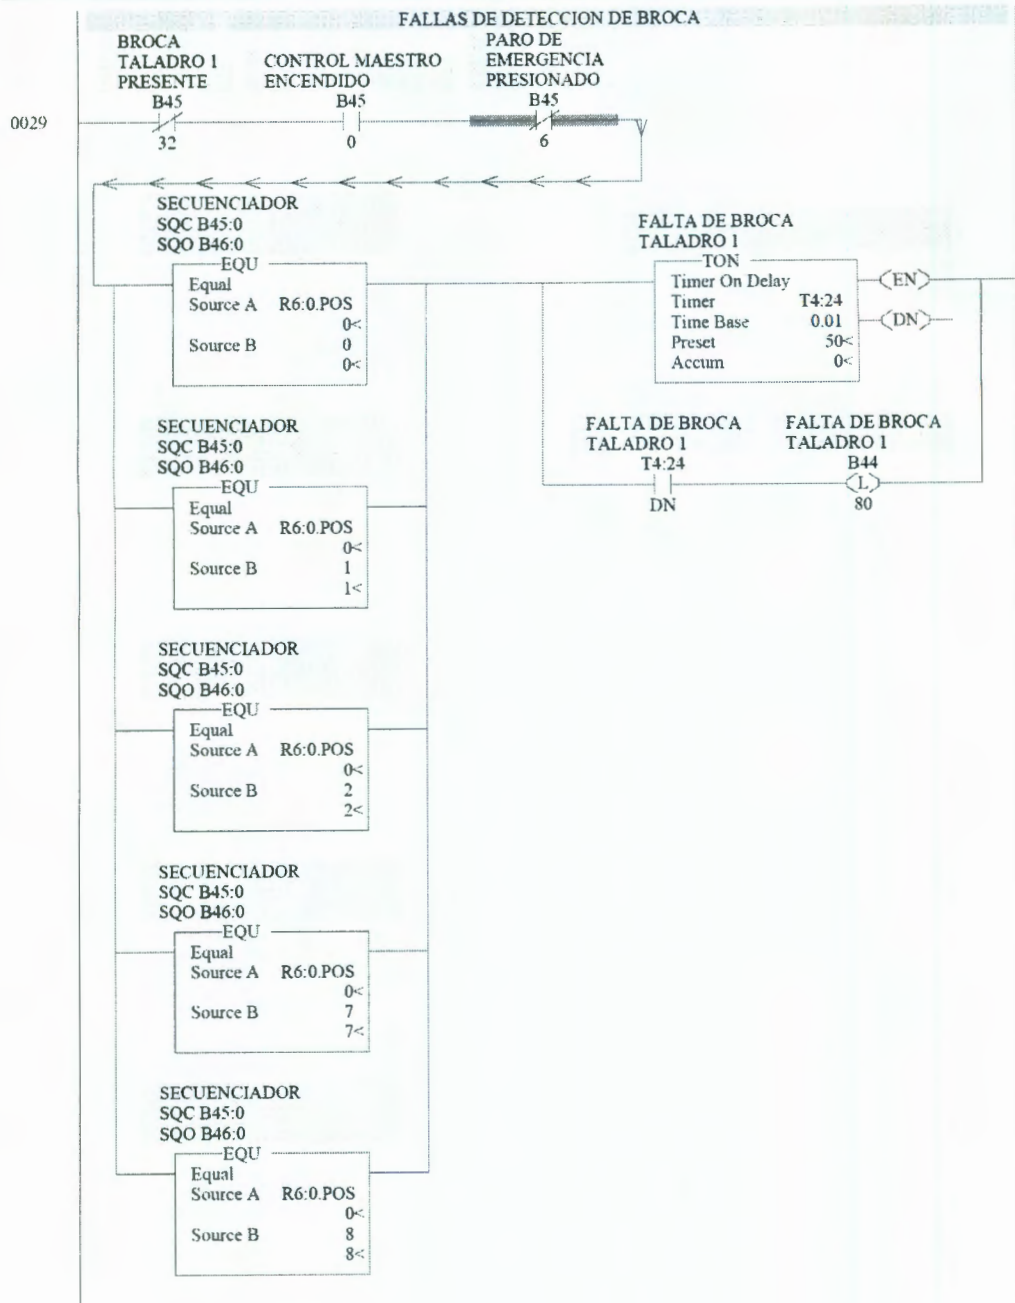 FALLAS DE DETECCION DE BROCA
BROCA
TALADRO 1
PRESENTE
B45
32
CONTROL MAESTRO
ENCENDIDO
B45
0
PARO DE
EMERGENCIA
PRESIONADO
B45
6
0029
SECUENCIADOR
SQC B45:0
SQO B46:0
EQU
Equal
Source A R6:0.POS
0<
Source B 0
0<
FALTA DE BROCA
TALADRO 1
TON
Timer On Delay
Timer T4:24
Time Base 0.01
Preset 50<
Accum 0<
EN
DN
SECUENCIADOR
SQC B45:0
SQO B46:0
EQU
Equal
Source A R6:0.POS
0<
Source B 1
1<
FALTA DE BROCA
TALADRO 1
T4:24
DN
FALTA DE BROCA
TALADRO 1
B44
L
80
SECUENCIADOR
SQC B45:0
SQO B46:0
EQU
Equal
Source A R6:0.POS
0<
Source B 2
2<
SECUENCIADOR
SQC B45:0
SQO B46:0
EQU
Equal
Source A R6:0.POS
0<
Source B 7
7<
SECUENCIADOR
SQC B45:0
SQO B46:0
EQU
Equal
Source A R6:0.POS
0<
Source B 8
8<